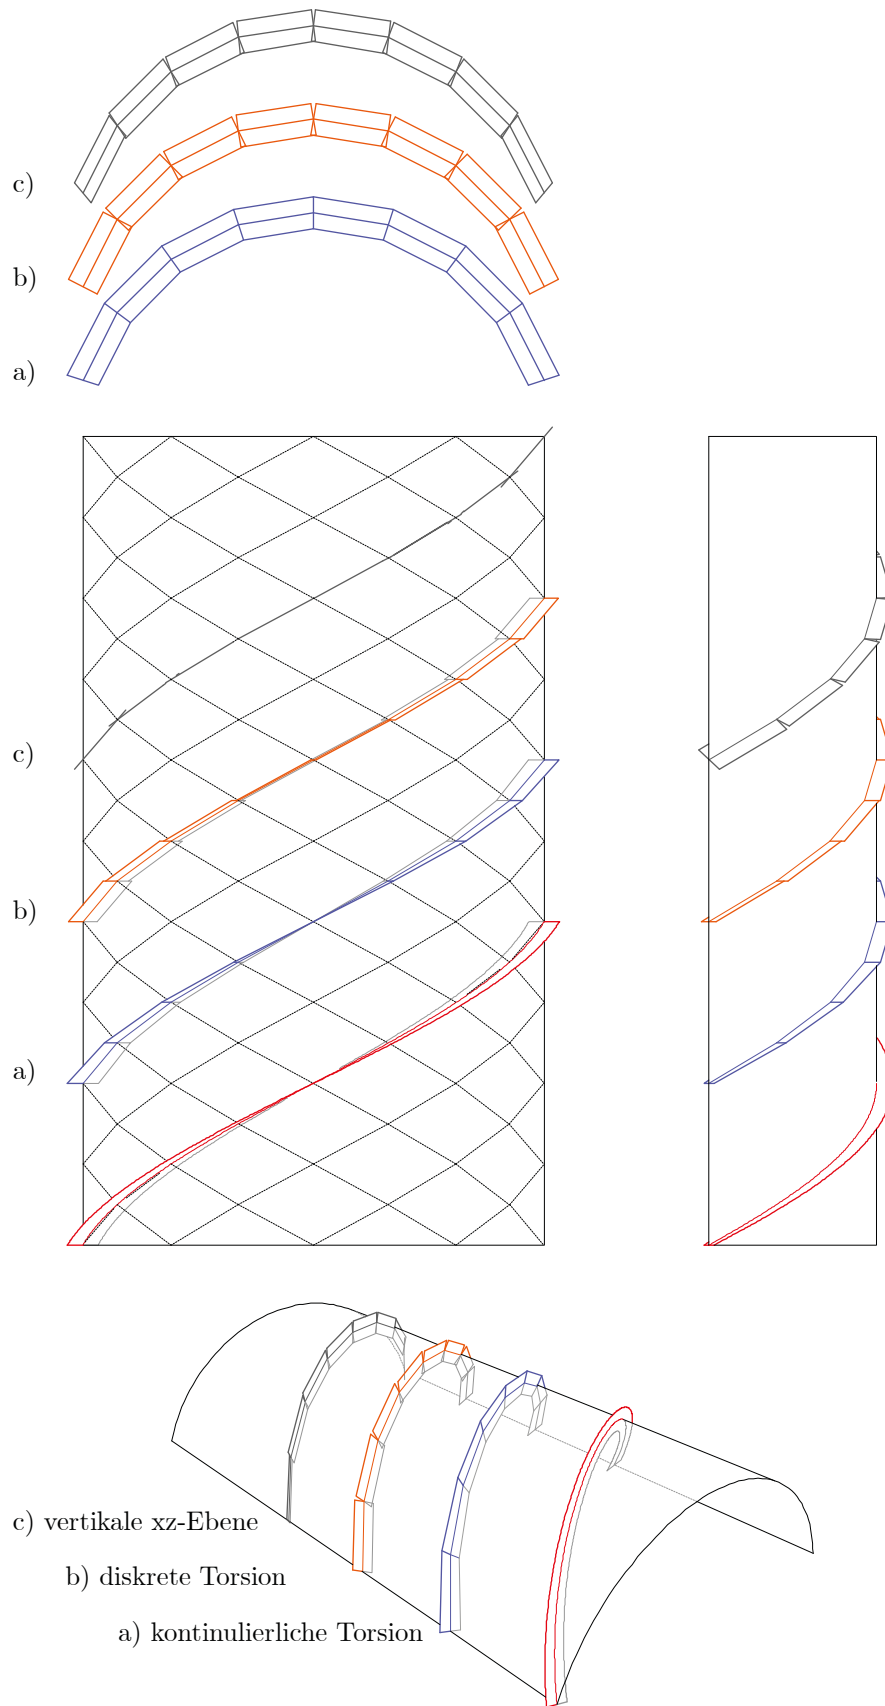 c)
b)
a)
c)
b)
a)
c) vertikale xz-Ebene
b) diskrete Torsion
a) kontinulierliche Torsion